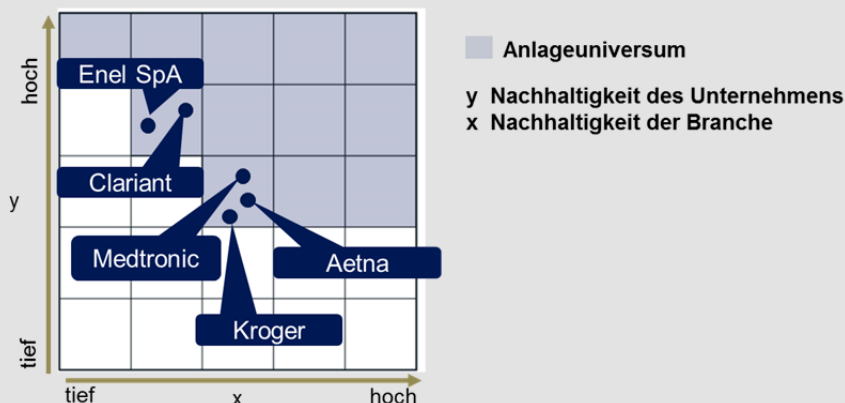 hoch
Enel SpA
Clariant
y
Medtronic
Aetna
Kroger
tief
tief
x
hoch
Anlageuniversum
y Nachhaltigkeit des Unternehmens
x Nachhaltigkeit der Branche